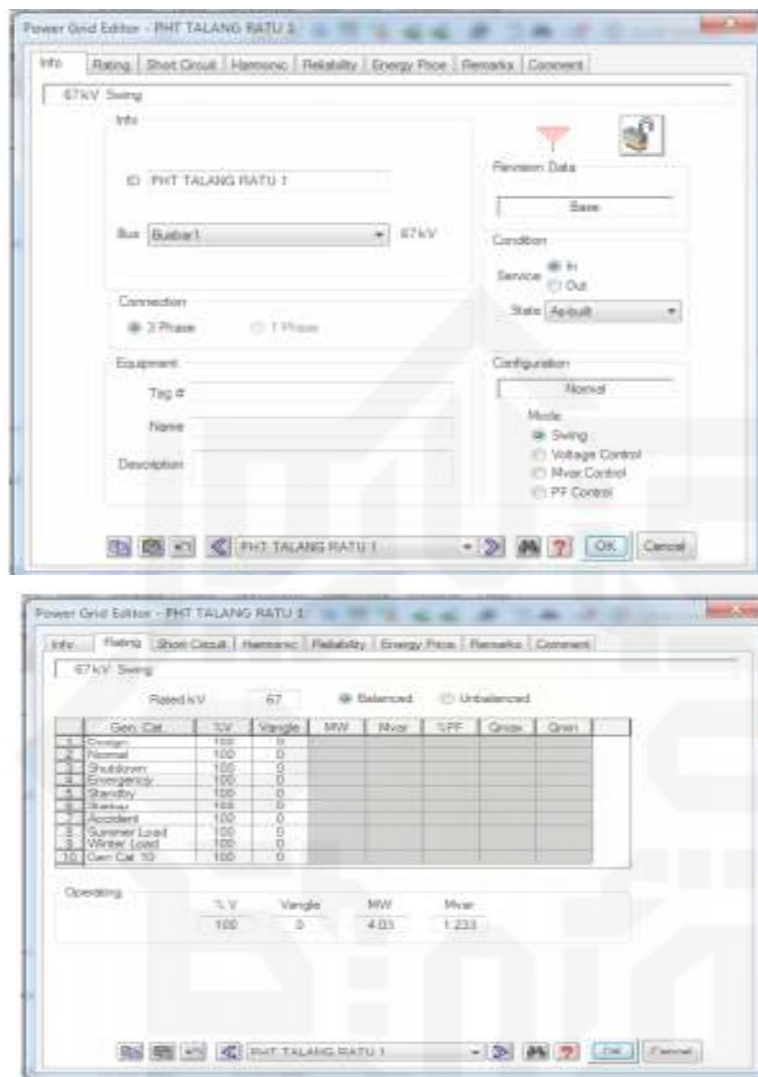 Power Grid Editor - PHT TALANG RATU 1
Info Rating Short Circuit Harmonic Reliability Energy Price Remarks Comment
67 kV Swing
Info
ID PHT TALANG RATU 1
Bus Busbar1 67 kV
Revision Data
Base
Condition
Service In
Out
State As-built
Connection
3 Phase 1 Phase
Equipment
Tag #
Name
Description
Configuration
Normal
Mode
Swing
Voltage Control
Mvar Control
PF Control
PHT TALANG RATU 1 OK Cancel
Power Grid Editor - PHT TALANG RATU 1
Info Rating Short Circuit Harmonic Reliability Energy Price Remarks Comment
67 kV Swing
Rated kV 67 Balanced Unbalanced
Gen. Cat. %V Vangle MW Mvar %PF Qmax Qmin
1 Design 100 0
2 Normal 100 0
3 Shutdown 100 0
4 Emergency 100 0
5 Standby 100 0
6 Startup 100 0
7 Accident 100 0
8 Summer Load 100 0
9 Winter Load 100 0
10 Gen Cat 10 100 0
Operating
% V Vangle MW Mvar
100 0 4.03 1.233
PHT TALANG RATU 1 OK Cancel